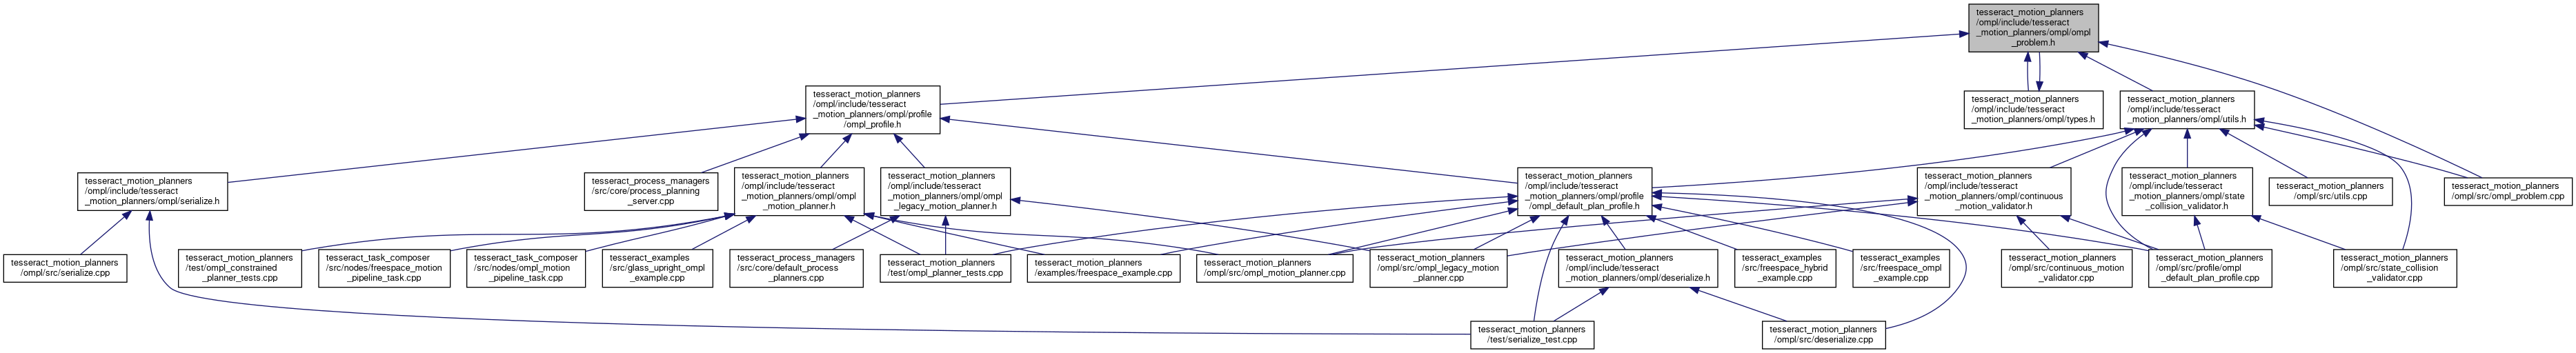 tesseract_motion_planners
/ompl/include/tesseract
_motion_planners/ompl/ompl
_problem.h
tesseract_motion_planners
/ompl/include/tesseract
_motion_planners/ompl/profile
/ompl_profile.h
tesseract_motion_planners
/ompl/include/tesseract
_motion_planners/ompl/types.h
tesseract_motion_planners
/ompl/include/tesseract
_motion_planners/ompl/utils.h
tesseract_motion_planners
/ompl/include/tesseract
_motion_planners/ompl/serialize.h
tesseract_process_managers
/src/core/process_planning
_server.cpp
tesseract_motion_planners
/ompl/include/tesseract
_motion_planners/ompl/ompl
_motion_planner.h
tesseract_motion_planners
/ompl/include/tesseract
_motion_planners/ompl/ompl
_legacy_motion_planner.h
tesseract_motion_planners
/ompl/include/tesseract
_motion_planners/ompl/profile
/ompl_default_plan_profile.h
tesseract_motion_planners
/ompl/include/tesseract
_motion_planners/ompl/continuous
_motion_validator.h
tesseract_motion_planners
/ompl/include/tesseract
_motion_planners/ompl/state
_collision_validator.h
tesseract_motion_planners
/ompl/src/utils.cpp
tesseract_motion_planners
/ompl/src/ompl_problem.cpp
tesseract_motion_planners
/ompl/src/serialize.cpp
tesseract_motion_planners
/test/ompl_constrained
_planner_tests.cpp
tesseract_task_composer
/src/nodes/freespace_motion
_pipeline_task.cpp
tesseract_task_composer
/src/nodes/ompl_motion
_pipeline_task.cpp
tesseract_examples
/src/glass_upright_ompl
_example.cpp
tesseract_process_managers
/src/core/default_process
_planners.cpp
tesseract_motion_planners
/test/ompl_planner_tests.cpp
tesseract_motion_planners
/examples/freespace_example.cpp
tesseract_motion_planners
/ompl/src/ompl_motion_planner.cpp
tesseract_motion_planners
/ompl/src/ompl_legacy_motion
_planner.cpp
tesseract_motion_planners
/ompl/include/tesseract
_motion_planners/ompl/deserialize.h
tesseract_examples
/src/freespace_hybrid
_example.cpp
tesseract_examples
/src/freespace_ompl
_example.cpp
tesseract_motion_planners
/ompl/src/continuous_motion
_validator.cpp
tesseract_motion_planners
/ompl/src/profile/ompl
_default_plan_profile.cpp
tesseract_motion_planners
/ompl/src/state_collision
_validator.cpp
tesseract_motion_planners
/test/serialize_test.cpp
tesseract_motion_planners
/ompl/src/deserialize.cpp